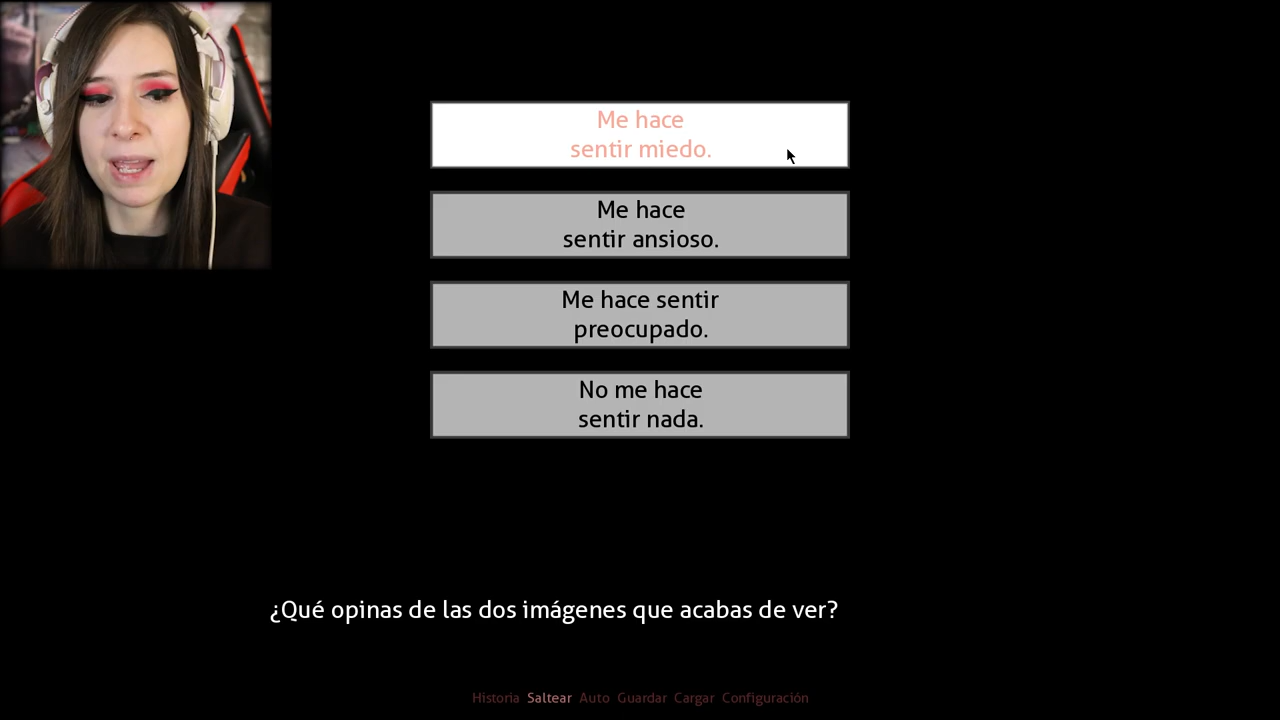 Me hace
sentir miedo.
Me hace
sentir ansioso.
Me hace sentir
preocupado.
No me hace
sentir nada.
¿Qué opinas de las dos imágenes que acabas de ver?
Historia Saltear Auto Guardar Cargar Configuración